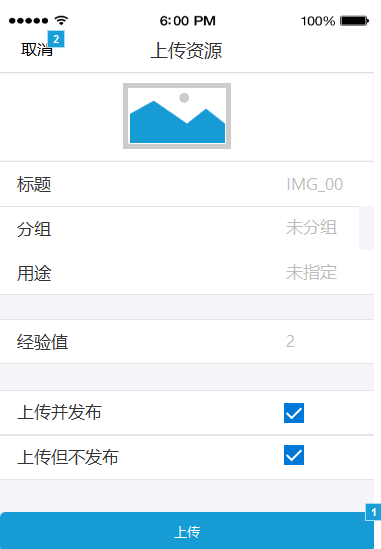 6:00 PM 100%
取消 2 上传资源
标题 IMG_00
分组 未分组
用途 未指定
经验值 2
上传并发布
上传但不发布
1
上传